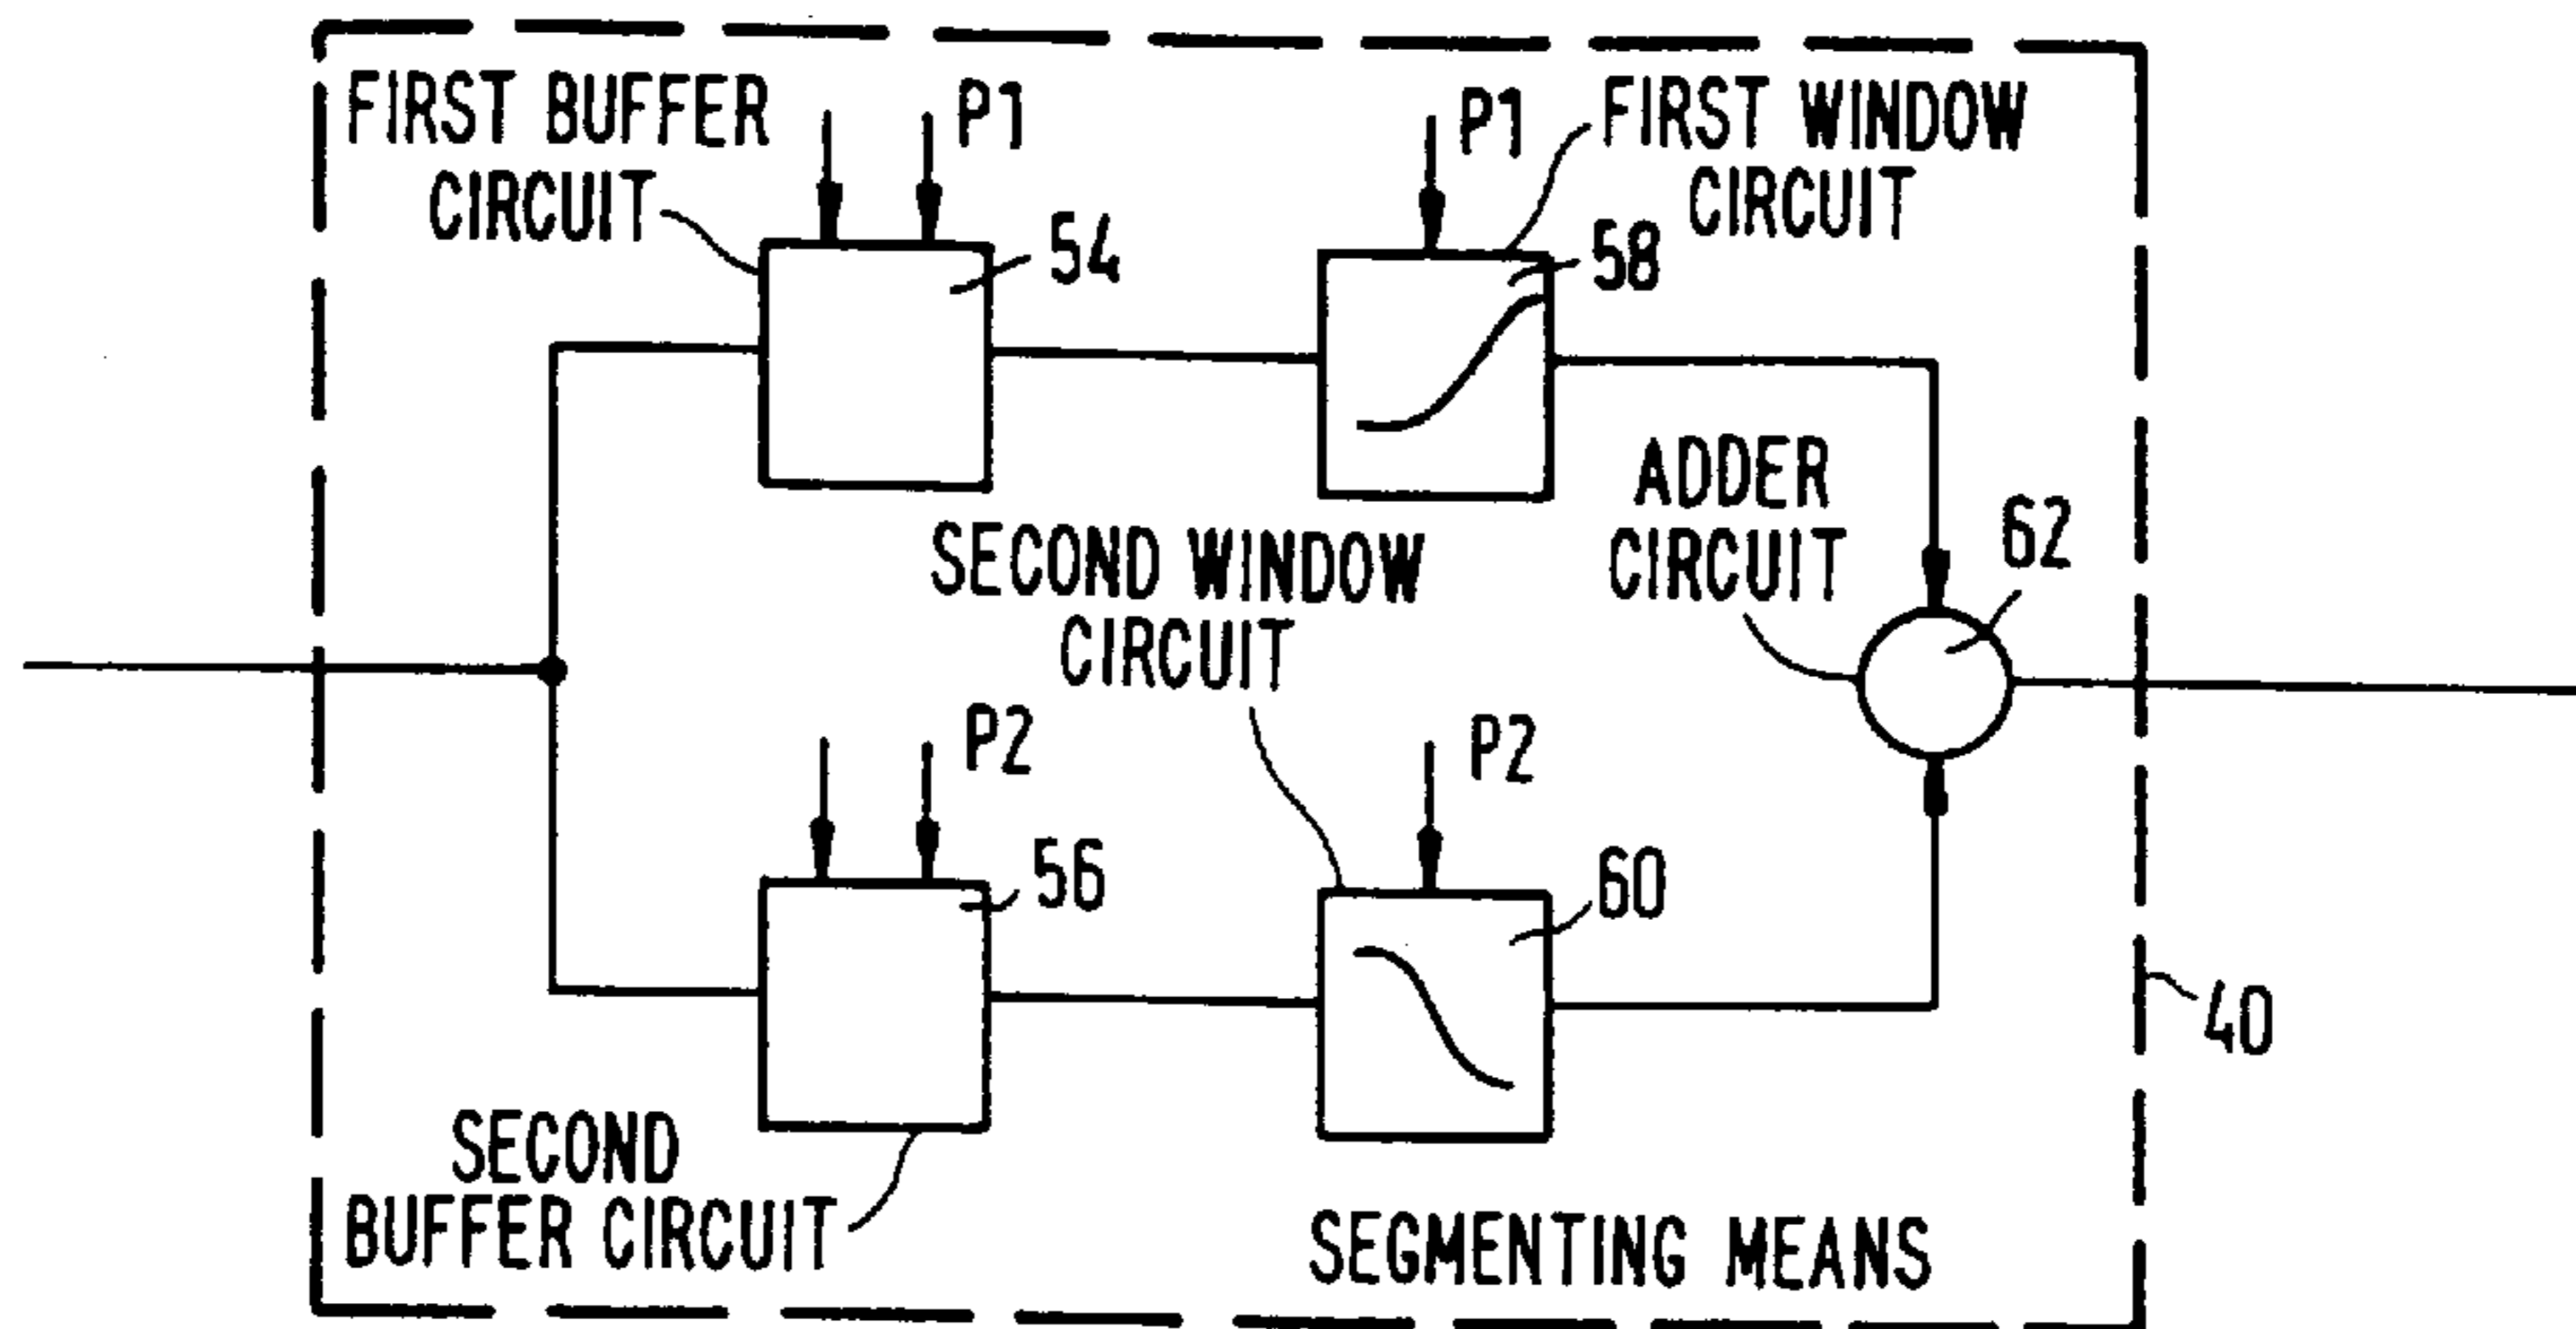 FIRST BUFFER
CIRCUIT
P1
54
P1
FIRST WINDOW
CIRCUIT
58
SECOND WINDOW
CIRCUIT
ADDER
CIRCUIT
62
P2
56
P2
60
40
SECOND
BUFFER CIRCUIT
SEGMENTING MEANS